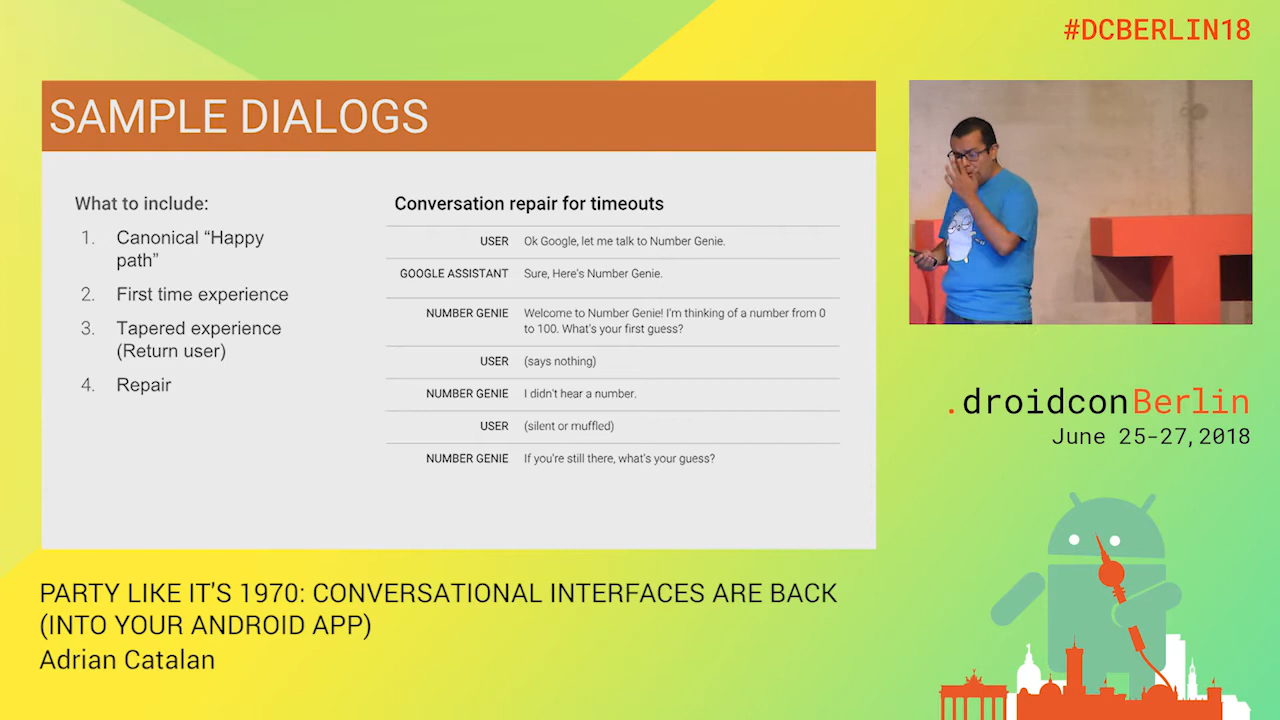 #DCBERLIN18
SAMPLE DIALOGS
What to include:
1. Canonical “Happy
path”
2. First time experience
3. Tapered experience
(Return user)
4. Repair
Conversation repair for timeouts
USER Ok Google, let me talk to Number Genie.
GOOGLE ASSISTANT Sure, Here's Number Genie.
NUMBER GENIE Welcome to Number Genie! I'm thinking of a number from 0
to 100. What's your first guess?
USER (says nothing)
NUMBER GENIE I didn't hear a number.
USER (silent or muffled)
NUMBER GENIE If you're still there, what's your guess?
.droidconBerlin
June 25-27, 2018
PARTY LIKE IT'S 1970: CONVERSATIONAL INTERFACES ARE BACK
(INTO YOUR ANDROID APP)
Adrian Catalan